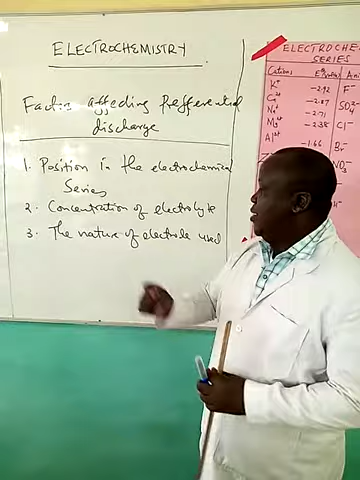 ELECTROCHEMISTRY
Factors affecting Prefferential
discharge
1. Position in the electrochemical
Series
2. Concentration of electrolyte
3. The nature of electrode used
ELECTROCHE
SERIES
Cations Ani
K⁺ -2.92 F⁻
Ca²⁺ -2.87 SO₄²⁻
Na⁺ -2.71
Mg²⁺ -2.38 Cl⁻
Al³⁺ -1.66 Br⁻
NO₃⁻